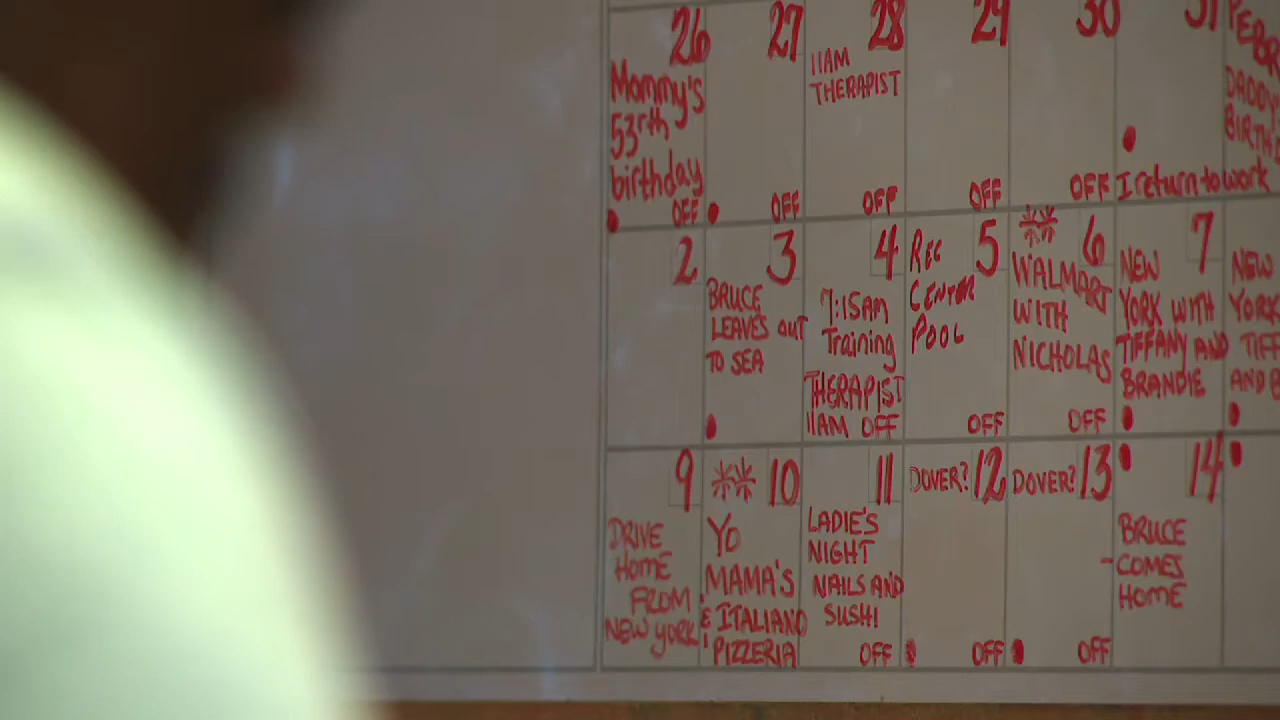 26
Mommy's
53rth
birthday
OFF
27
OFF
28
11AM
THERAPIST
OFF
29
OFF
30
OFF
31
I return to work
DADDY
2
3
BRUCE
LEAVES OUT
TO SEA
4
7:15AM
Training
THERAPIST
11AM OFF
REC
CENTER
POOL
5
OFF
6
WALMART
WITH
NICHOLAS
OFF
7
NEW
YORK WITH
TIFFANY AND
BRANDIE
NEW
YORK
9
DRIVE
HOME
FROM
NEW YORK
** 10
YO
MAMA'S
& ITALIANO
PIZZERIA
11
LADIE'S
NIGHT
NAILS AND
SUSHI
OFF
DOVER? 12
OFF
DOVER? 13
OFF
14
BRUCE
COMES
HOME